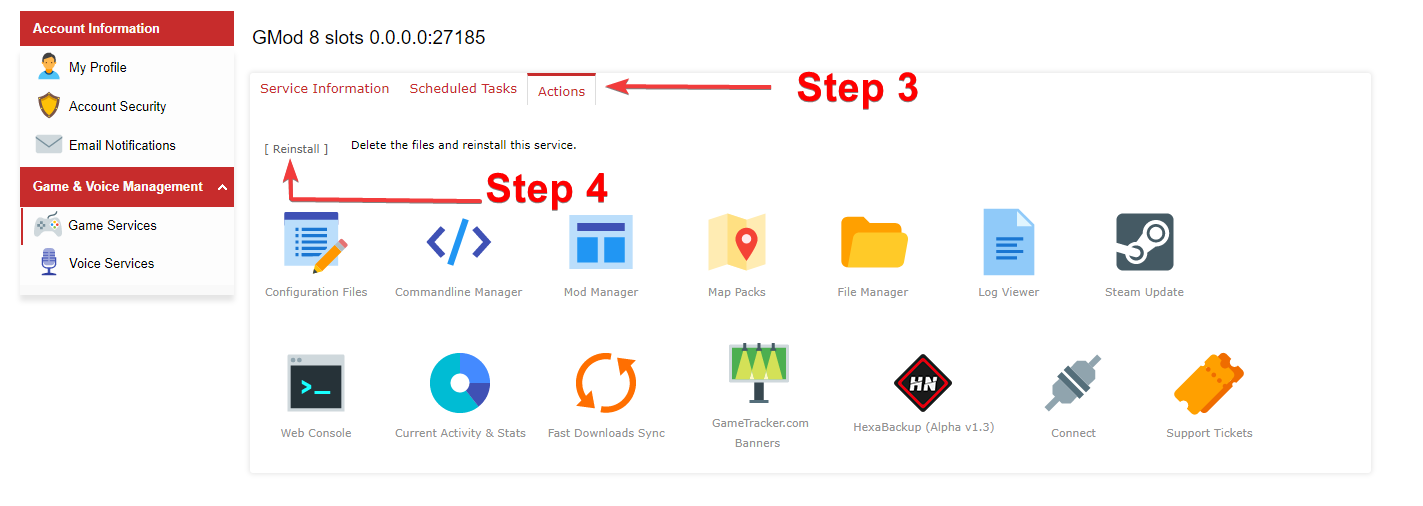 Account Information
My Profile
Account Security
Email Notifications
Game & Voice Management
Game Services
Voice Services
GMod 8 slots 0.0.0.0:27185
Service Information Scheduled Tasks Actions
Step 3
[ Reinstall ] Delete the files and reinstall this service.
Step 4
Configuration Files Commandline Manager Mod Manager Map Packs File Manager Log Viewer Steam Update
>_
HN
Web Console Current Activity & Stats Fast Downloads Sync GameTracker.com
Banners HexaBackup (Alpha v1.3) Connect Support Tickets